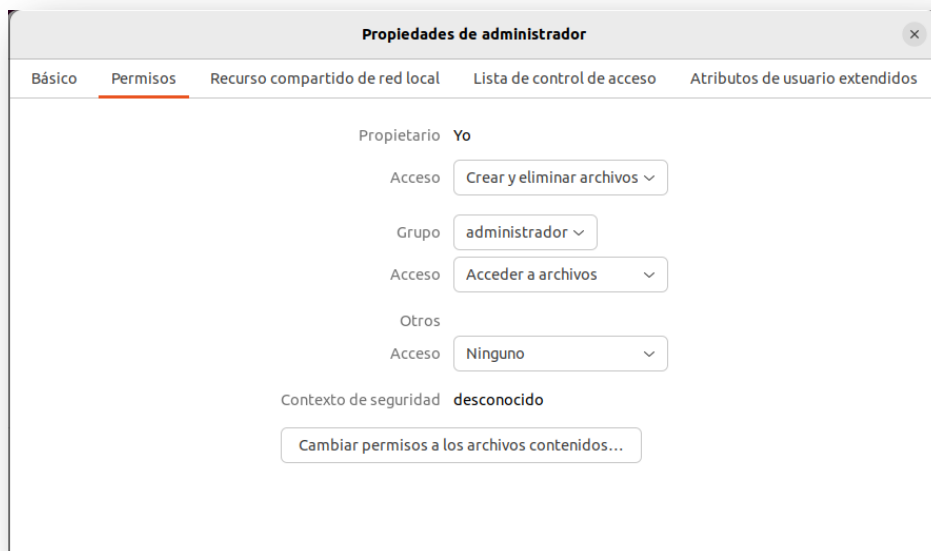 Propiedades de administrador
Básico Permisos Recurso compartido de red local Lista de control de acceso Atributos de usuario extendidos
Propietario Yo
Acceso Crear y eliminar archivos
Grupo administrador
Acceso Acceder a archivos
Otros
Acceso Ninguno
Contexto de seguridad desconocido
Cambiar permisos a los archivos contenidos...